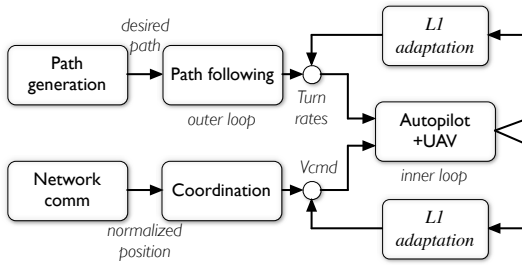 desired
path
L1
adaptation
Path
generation
Path following
outer loop
Turn
rates
Autopilot
+UAV
inner loop
Network
comm
normalized
position
Coordination
Vcmd
L1
adaptation